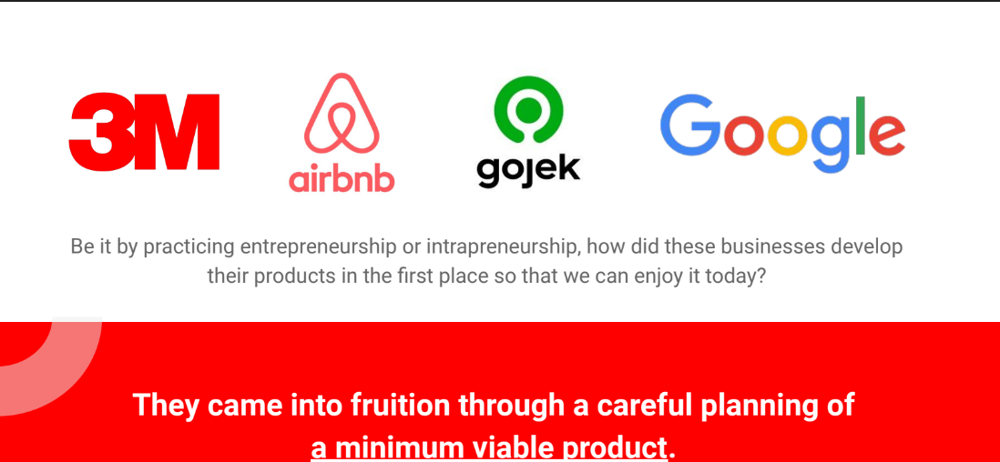 3M
airbnb
gojek
Google
Be it by practicing entrepreneurship or intrapreneurship, how did these businesses develop
their products in the first place so that we can enjoy it today?
They came into fruition through a careful planning of
a minimum viable product.